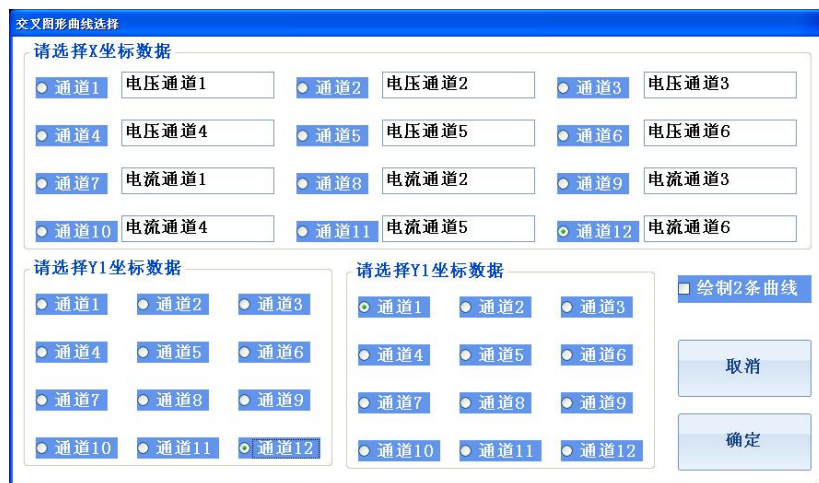 交叉图形曲线选择
请选择X坐标数据
通道1 电压通道1 通道2 电压通道2 通道3 电压通道3
通道4 电压通道4 通道5 电压通道5 通道6 电压通道6
通道7 电流通道1 通道8 电流通道2 通道9 电流通道3
通道10 电流通道4 通道11 电流通道5 通道12 电流通道6
请选择Y1坐标数据
通道1 通道2 通道3
通道4 通道5 通道6
通道7 通道8 通道9
通道10 通道11 通道12
请选择Y1坐标数据
通道1 通道2 通道3
通道4 通道5 通道6
通道7 通道8 通道9
通道10 通道11 通道12
绘制2条曲线
取消
确定